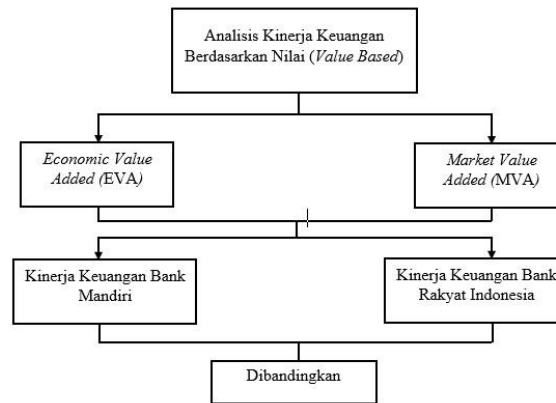 Analisis Kinerja Keuangan
Berdasarkan Nilai (Value Based)
Economic Value
Added (EVA)
Market Value
Added (MVA)
Kinerja Keuangan Bank
Mandiri
Kinerja Keuangan Bank
Rakyat Indonesia
Dibandingkan